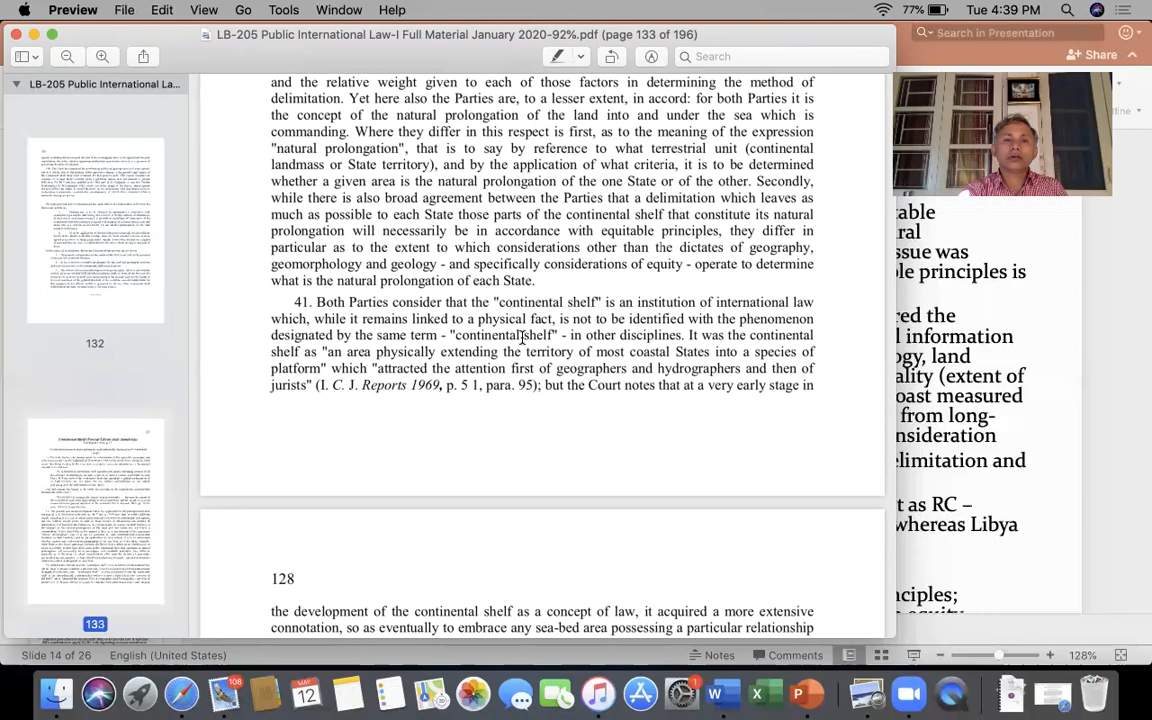 Preview File Edit View Go Tools Window Help
77% Tue 4:39 PM
LB-205 Public International Law-I Full Material January 2020-92%.pdf (page 133 of 196)
Search in Presentation
Search
Share
LB-205 Public International La...
and the relative weight given to each of those factors in determining the method of
delimitation. Yet here also the Parties are, to a lesser extent, in accord: for both Parties it is
the concept of the natural prolongation of the land into and under the sea which is
commanding. Where they differ in this respect is first, as to the meaning of the expression
"natural prolongation", that is to say by reference to what terrestrial unit (continental
landmass or State territory), and by the application of what criteria, it is to be determined
whether a given area is the natural prolongation of the one State or of the other. Secondly,
while there is also broad agreement between the Parties that a delimitation which leaves as
much as possible to each State those parts of the continental shelf that constitute its natural
prolongation will necessarily be in accordance with equitable principles, they differ in
particular as to the extent to which considerations other than the dictates of geography,
geomorphology and geology - and specially considerations of equity - operate to determine
what is the natural prolongation of each State.
41. Both Parties consider that the "continental shelf" is an institution of international law
which, while it remains linked to a physical fact, is not to be identified with the phenomenon
designated by the same term - "continental shelf" - in other disciplines. It was the continental
shelf as "an area physically extending the territory of most coastal States into a species of
platform" which "attracted the attention first of geographers and hydrographers and then of
jurists" (I. C. J. Reports 1969, p. 5 1, para. 95); but the Court notes that at a very early stage in
128
the development of the continental shelf as a concept of law, it acquired a more extensive
connotation, so as eventually to embrace any sea-bed area possessing a particular relationship
132
133
table
ral
issue was
le principles is
red the
gy, land
ality (extent of
oast measured
from long-
nsideration
elimitation and
t as RC –
whereas Libya
nciples;
Slide 14 of 26 English (United States) Notes Comments 128%
108
MAY
12
1